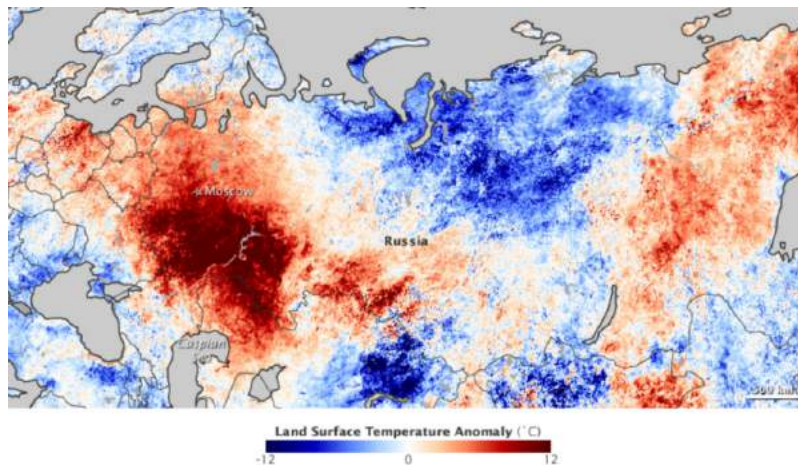 Moscow
Russia
Caspian
Sea
500 km
Land Surface Temperature Anomaly (°C)
-12 0 12